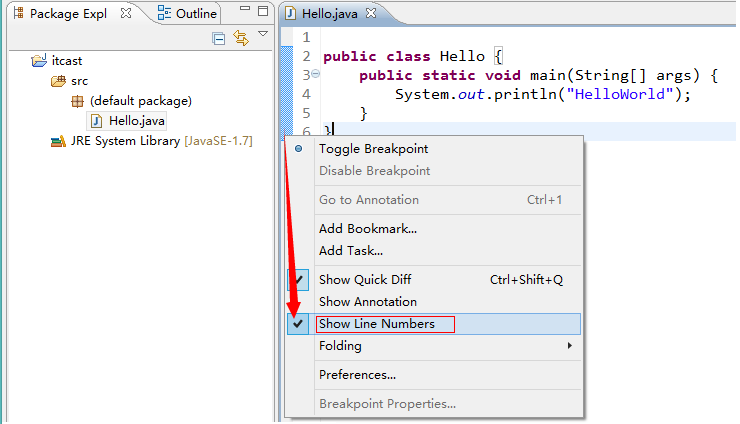 Package Expl
Outline
Hello.java
itcast
src
(default package)
Hello.java
JRE System Library [JavaSE-1.7]
1
2 public class Hello {
3 public static void main(String[] args) {
4 System.out.println("HelloWorld");
5 }
6 }
Toggle Breakpoint
Disable Breakpoint
Go to Annotation Ctrl+1
Add Bookmark...
Add Task...
Show Quick Diff Ctrl+Shift+Q
Show Annotation
Show Line Numbers
Folding
Preferences...
Breakpoint Properties...